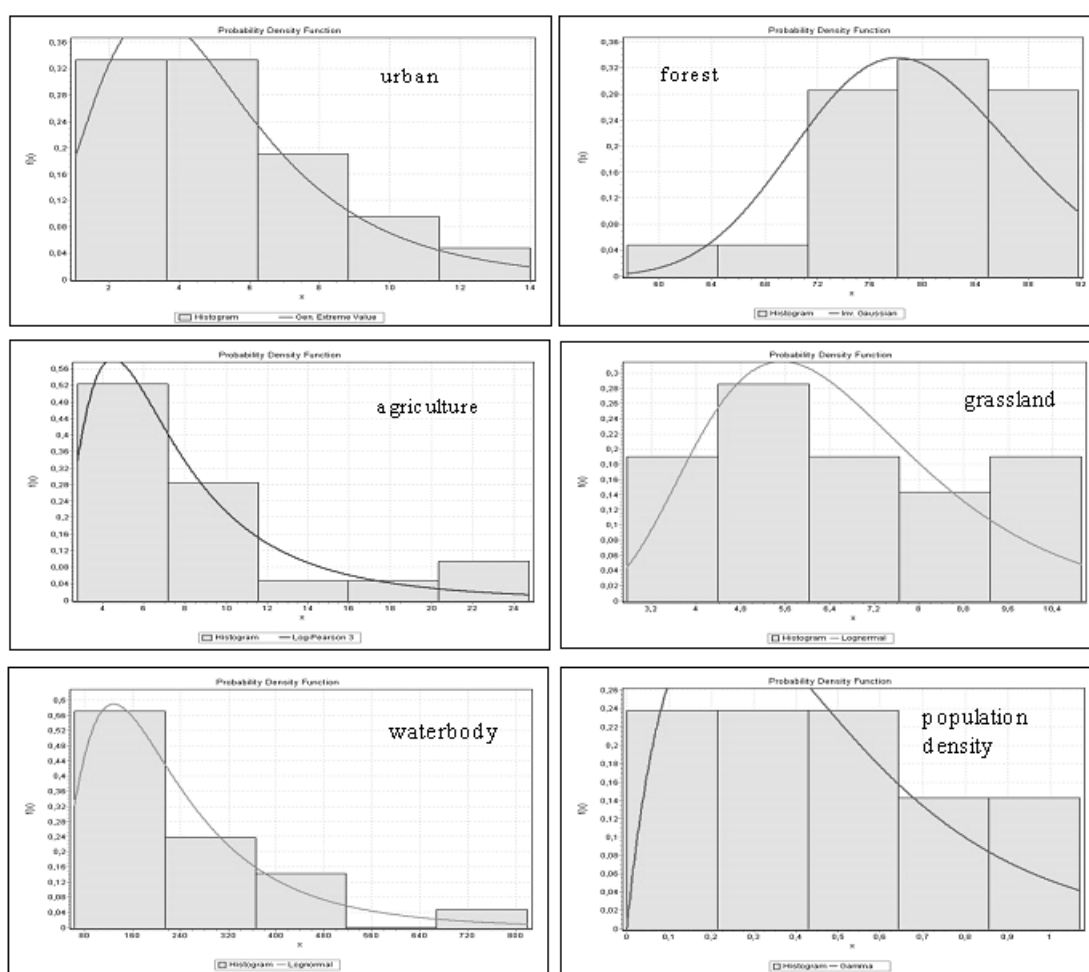 Probability Density Function
0,36
0,32
0,28
0,24
0,2
0,16
0,12
0,08
0,04
0
f(x)
urban
2 4 6 8 10 12 14
x
Histogram Gen. Extreme Value
Probability Density Function
0,36
0,32
0,28
0,24
0,2
0,16
0,12
0,08
0,04
0
f(x)
forest
60 64 68 72 76 80 84 88 92
x
Histogram Inv. Gaussian
Probability Density Function
0,56
0,52
0,48
0,44
0,4
0,36
0,32
0,28
0,24
0,2
0,16
0,12
0,08
0,04
0
f(x)
agriculture
4 6 8 10 12 14 16 18 20 22 24
x
Histogram Log-Pearson 3
Probability Density Function
0,3
0,28
0,26
0,24
0,22
0,2
0,18
0,16
0,14
0,12
0,1
0,08
0,06
0,04
0,02
0,00
f(x)
grassland
3,2 4 4,8 5,6 6,4 7,2 8 8,8 9,6 10,4
x
Histogram Lognormal
Probability Density Function
0,6
0,56
0,52
0,48
0,44
0,4
0,36
0,32
0,28
0,24
0,2
0,16
0,12
0,08
0,04
0
f(x)
waterbody
80 160 240 320 400 480 560 640 720 800
x
Histogram Lognormal
Probability Density Function
0,26
0,24
0,22
0,2
0,18
0,16
0,14
0,12
0,1
0,08
0,06
0,04
0,02
0
f(x)
population
density
0 0,1 0,2 0,3 0,4 0,5 0,6 0,7 0,8 0,9 1
x
Histogram Gamma